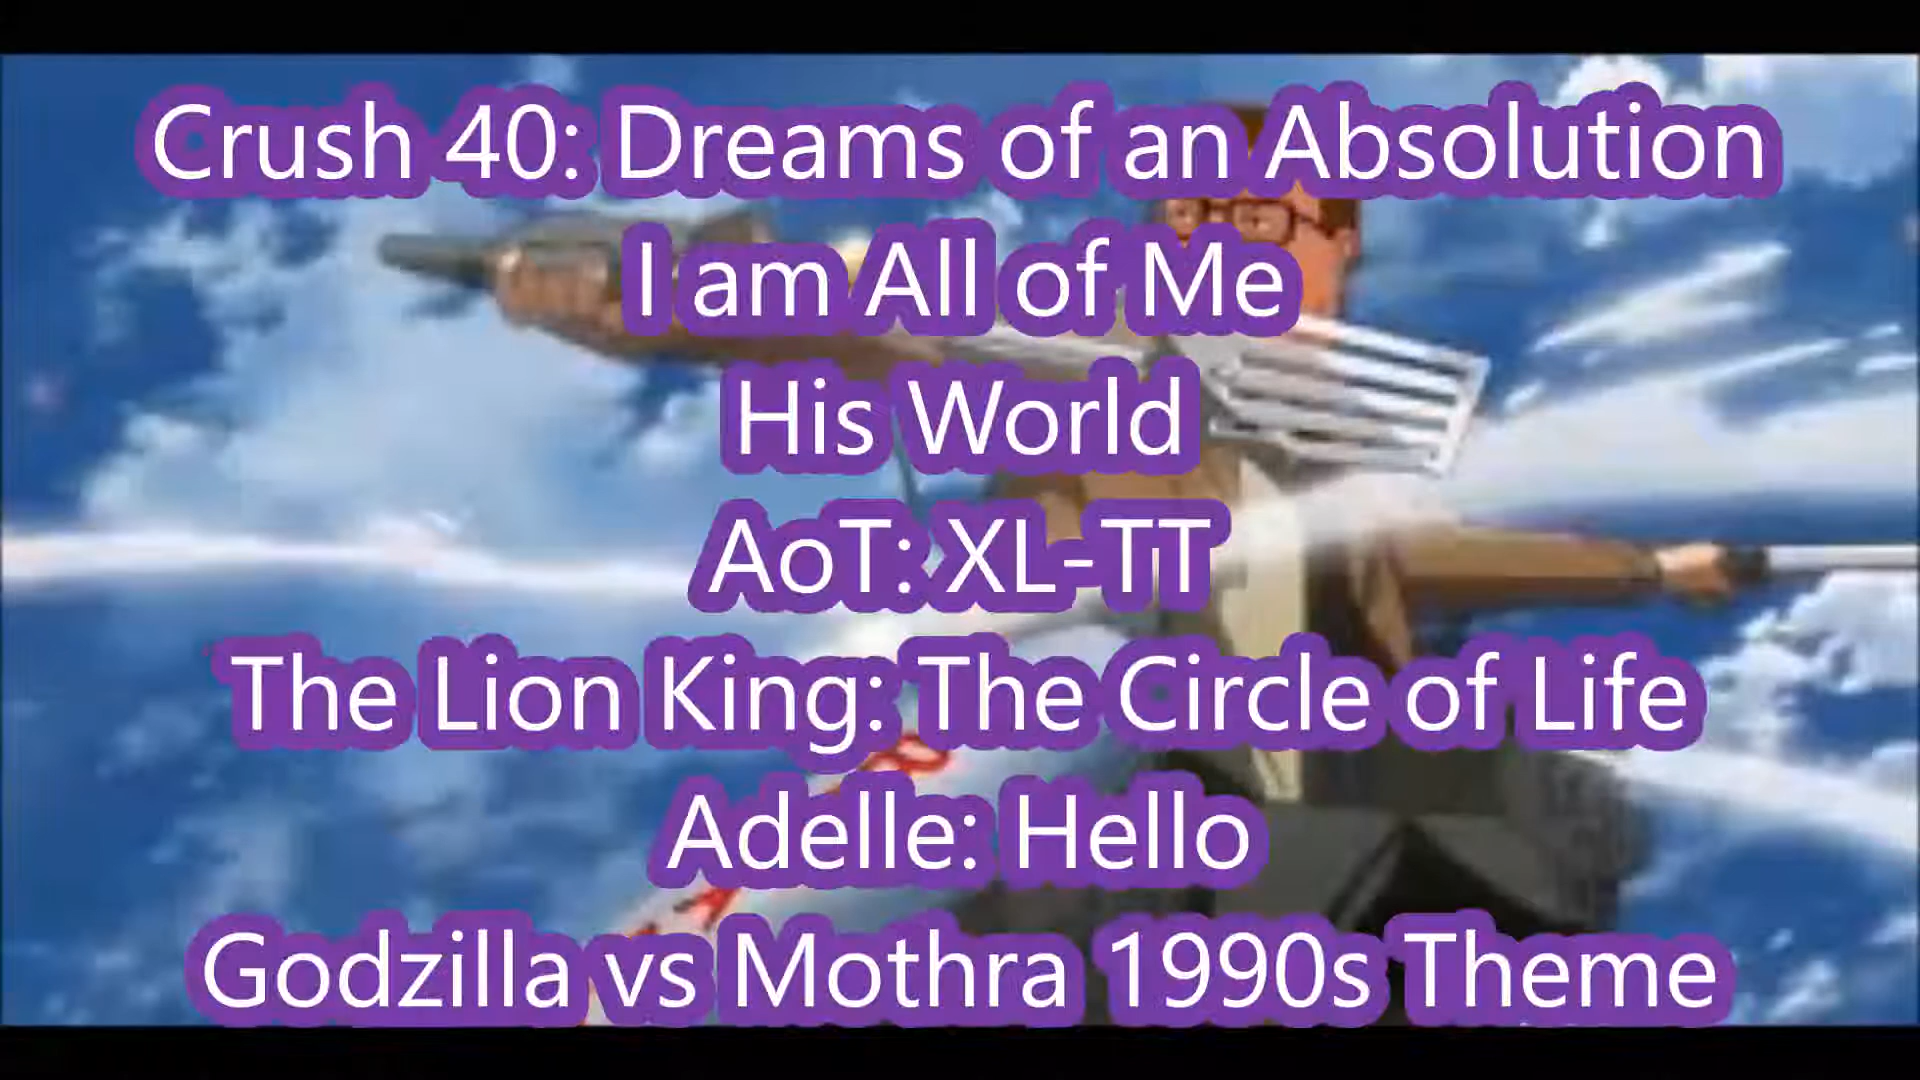 Crush 40: Dreams of an Absolution
I am All of Me
His World
AoT: XL-TT
The Lion King: The Circle of Life
Adelle: Hello
Godzilla vs Mothra 1990s Theme